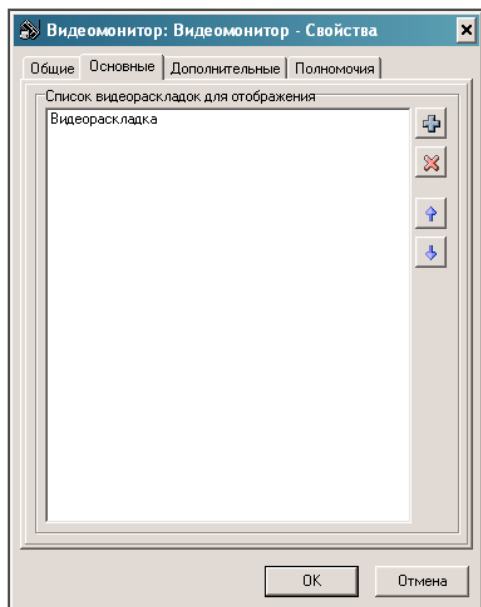 Видеомонитор: Видеомонитор - Свойства
Общие Основные Дополнительные Полномочия
Список видеораскладок для отображения
Видеораскладка
OK Отмена